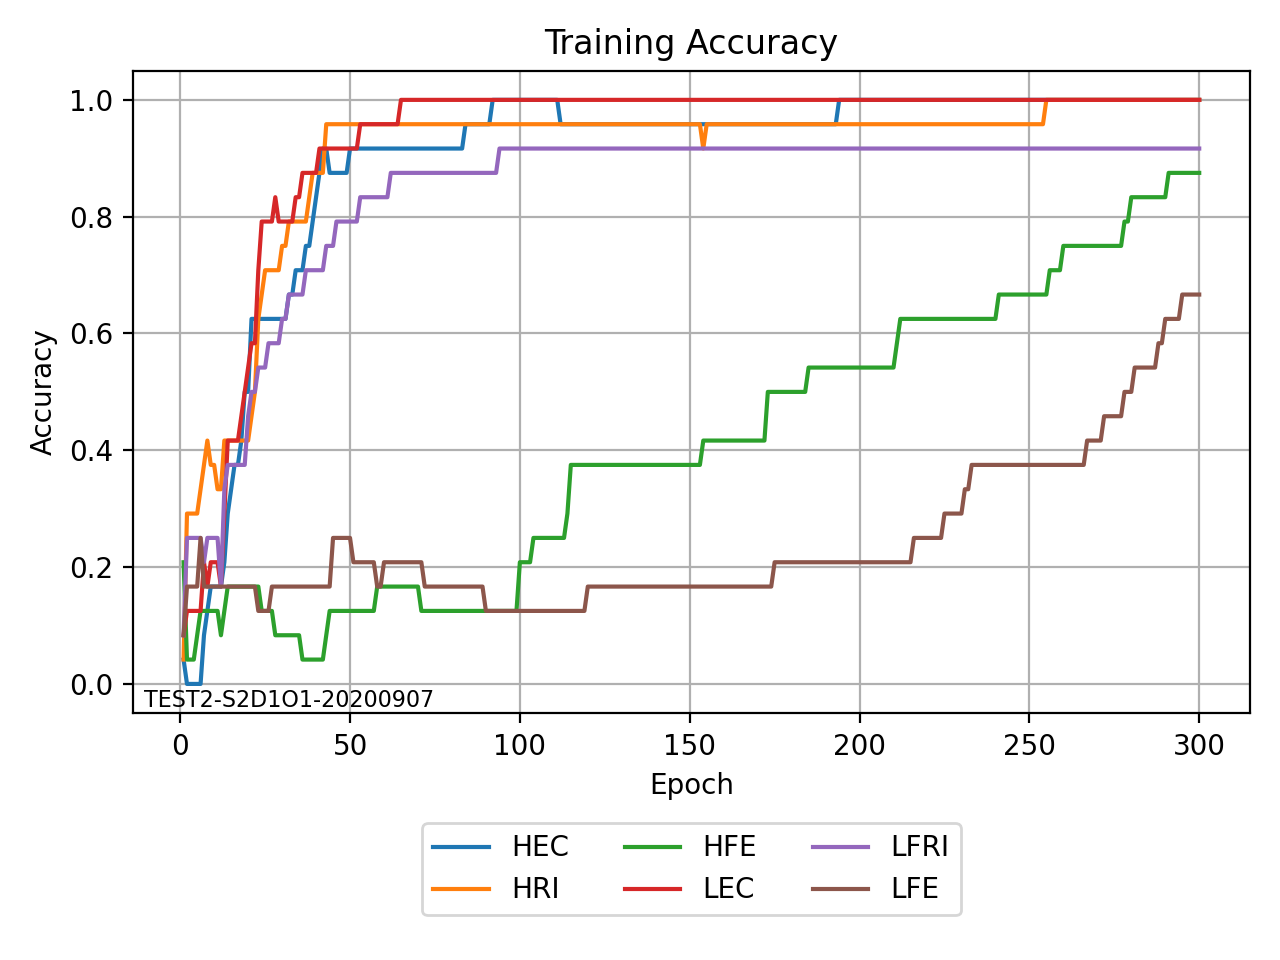 Training Accuracy
Accuracy
1.0
0.8
0.6
0.4
0.2
0.0
TEST2-S2D1O1-20200907
0 50 100 150 200 250 300
Epoch
HEC HFE LFRI
HRI LEC LFE